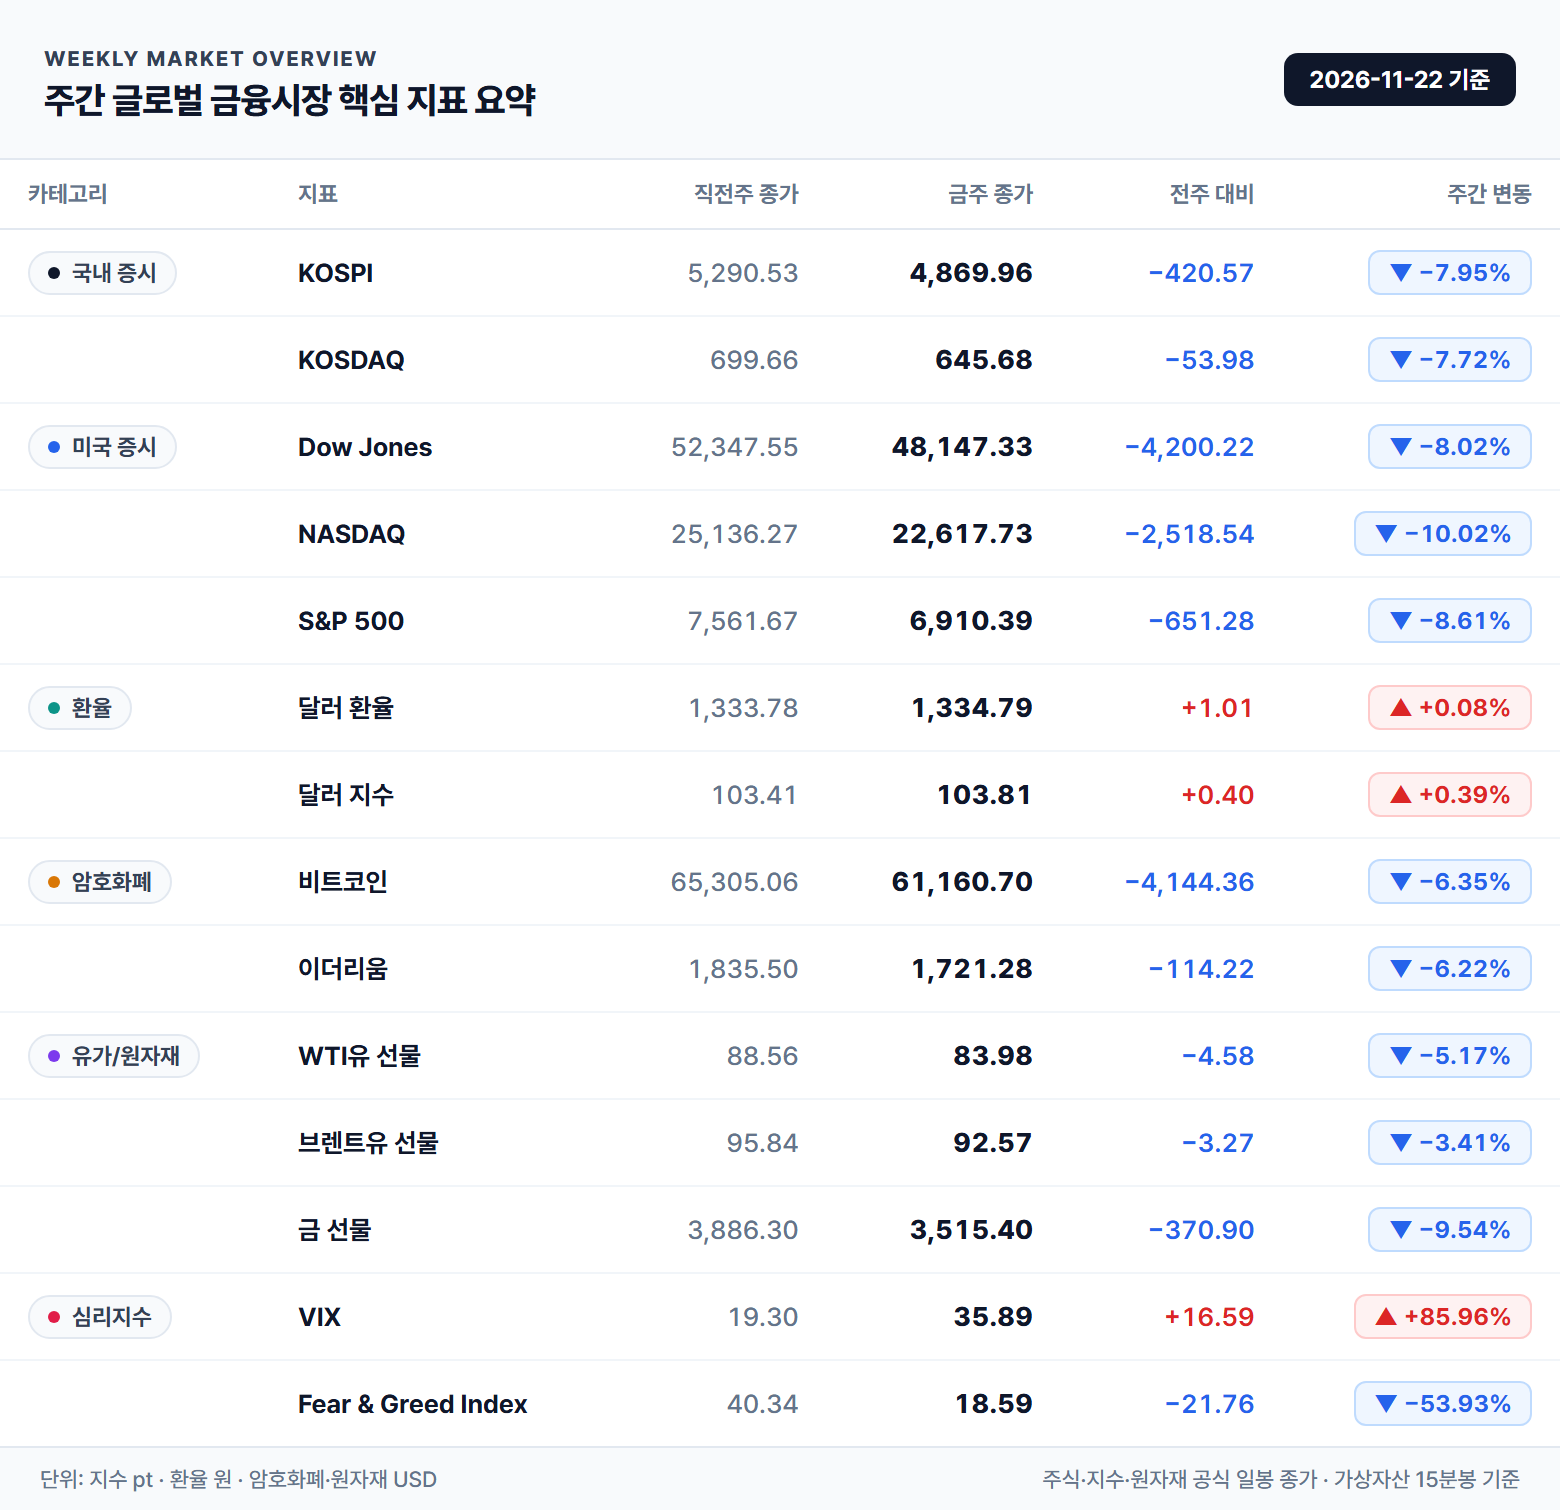 WEEKLY MARKET OVERVIEW
주간 글로벌 금융시장 핵심 지표 요약
2026-11-22 기준
카테고리 지표 직전주 종가 금주 종가 전주 대비 주간 변동
국내 증시 KOSPI 5,290.53 4,869.96 −420.57 ▼ −7.95%
KOSDAQ 699.66 645.68 −53.98 ▼ −7.72%
미국 증시 Dow Jones 52,347.55 48,147.33 −4,200.22 ▼ −8.02%
NASDAQ 25,136.27 22,617.73 −2,518.54 ▼ −10.02%
S&P 500 7,561.67 6,910.39 −651.28 ▼ −8.61%
환율 달러 환율 1,333.78 1,334.79 +1.01 ▲ +0.08%
달러 지수 103.41 103.81 +0.40 ▲ +0.39%
암호화폐 비트코인 65,305.06 61,160.70 −4,144.36 ▼ −6.35%
이더리움 1,835.50 1,721.28 −114.22 ▼ −6.22%
유가/원자재 WTI유 선물 88.56 83.98 −4.58 ▼ −5.17%
브렌트유 선물 95.84 92.57 −3.27 ▼ −3.41%
금 선물 3,886.30 3,515.40 −370.90 ▼ −9.54%
심리지수 VIX 19.30 35.89 +16.59 ▲ +85.96%
Fear & Greed Index 40.34 18.59 −21.76 ▼ −53.93%
단위: 지수 pt · 환율 원 · 암호화폐·원자재 USD
주식·지수·원자재 공식 일봉 종가 · 가상자산 15분봉 기준